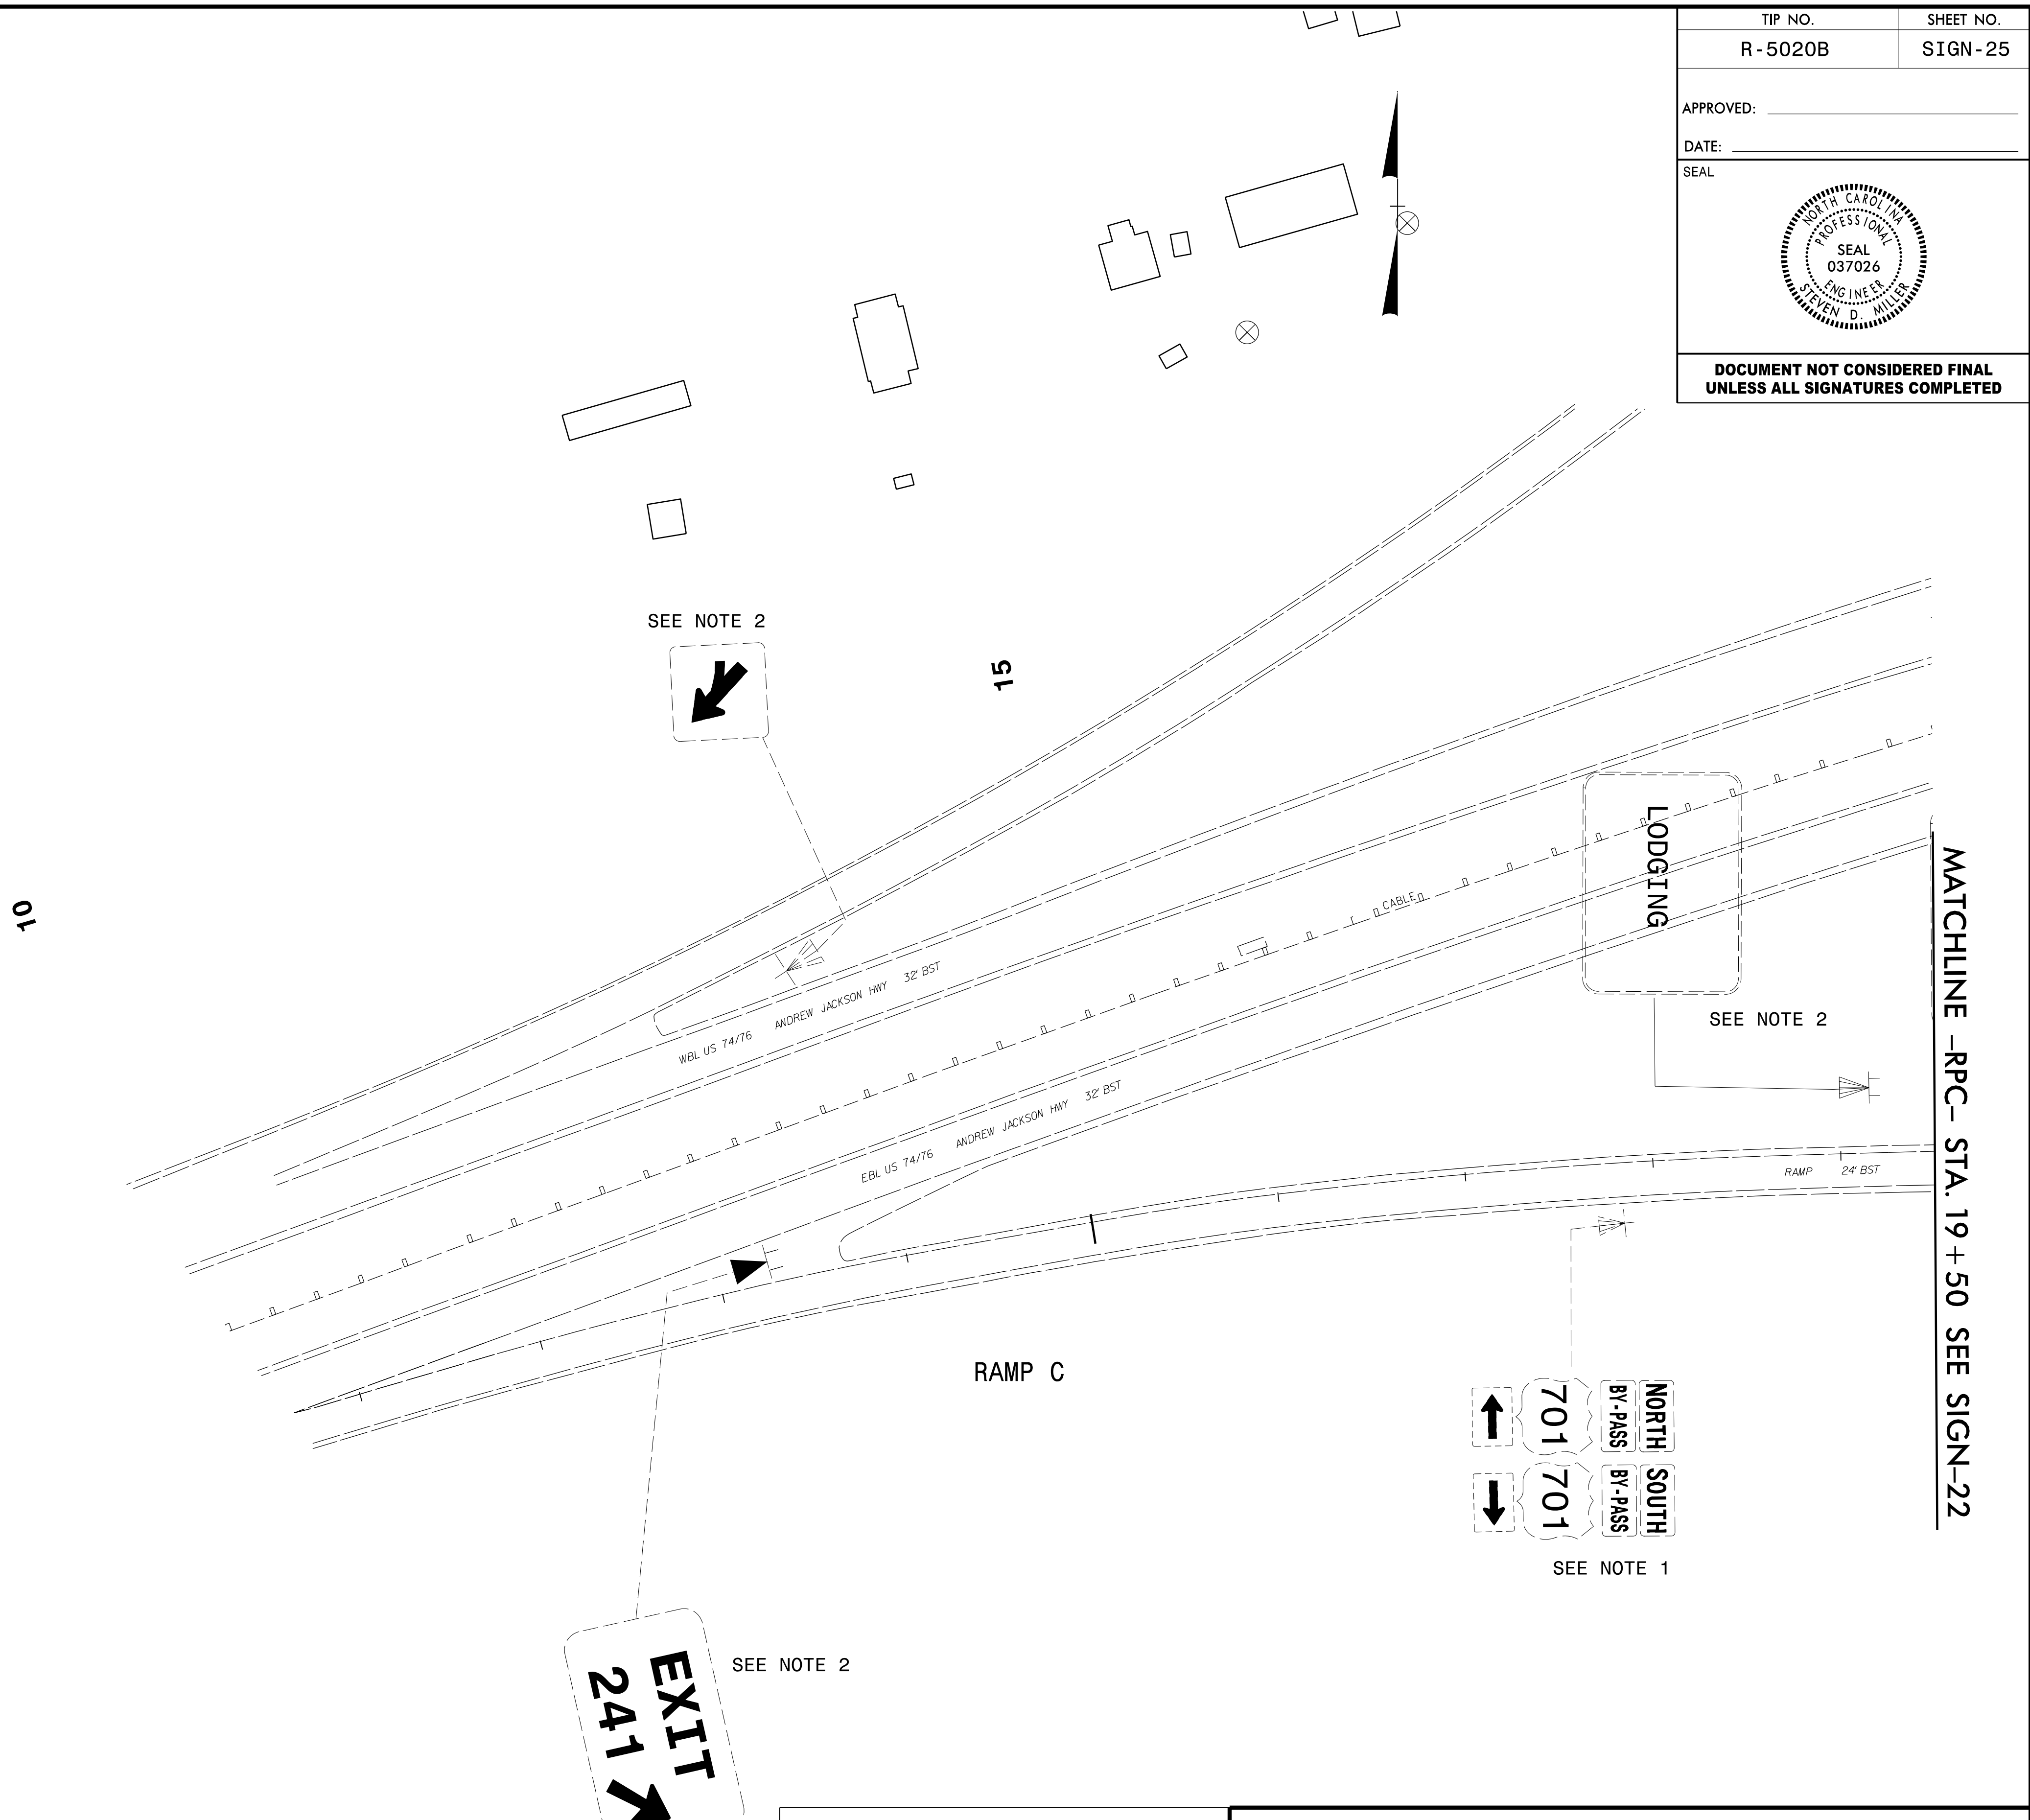 TIP NO. SHEET NO.
R-5020B SIGN-25
APPROVED:
DATE:
SEAL
NORTH CAROLINA
PROFESSIONAL
SEAL
037026
ENGINEER
STEVEN D. MILLER
DOCUMENT NOT CONSIDERED FINAL
UNLESS ALL SIGNATURES COMPLETED
SEE NOTE 2
15
10
LODGING
CABLE
SEE NOTE 2
WBL US 74/76 ANDREW JACKSON HWY 32' BST
EBL US 74/76 ANDREW JACKSON HWY 32' BST
RAMP 24' BST
MATCHLINE -RPC- STA. 19+50 SEE SIGN-22
RAMP C
NORTH
BY-PASS
701
SOUTH
BY-PASS
701
SEE NOTE 1
SEE NOTE 2
EXIT
241